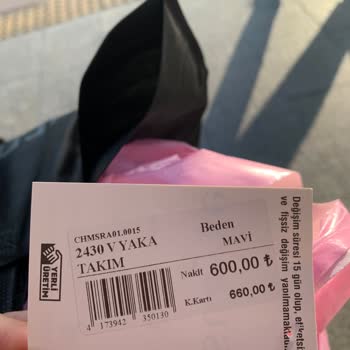 CHMSRA01.0015
2430 V YAKA
TAKIM
Beden
MAVİ
Nakit 600,00 ₺
K.Kartı 660,00 ₺
4 173942 350130
YERLİ
ÜRETİM
Değişim süresi 15 gün olup,
ve fişsiz değişim